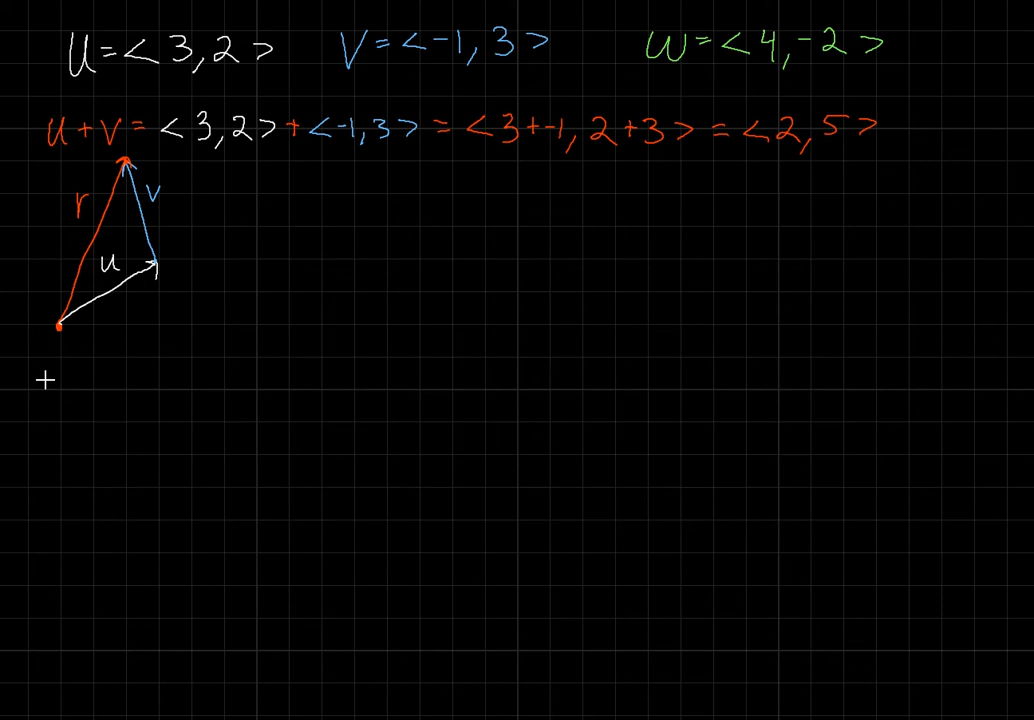 u=<3,2> v=<-1,3> w=<4,-2>
u+v=<3,2>+<-1,3>=<3+-1,2+3>=<2,5>
r v
u